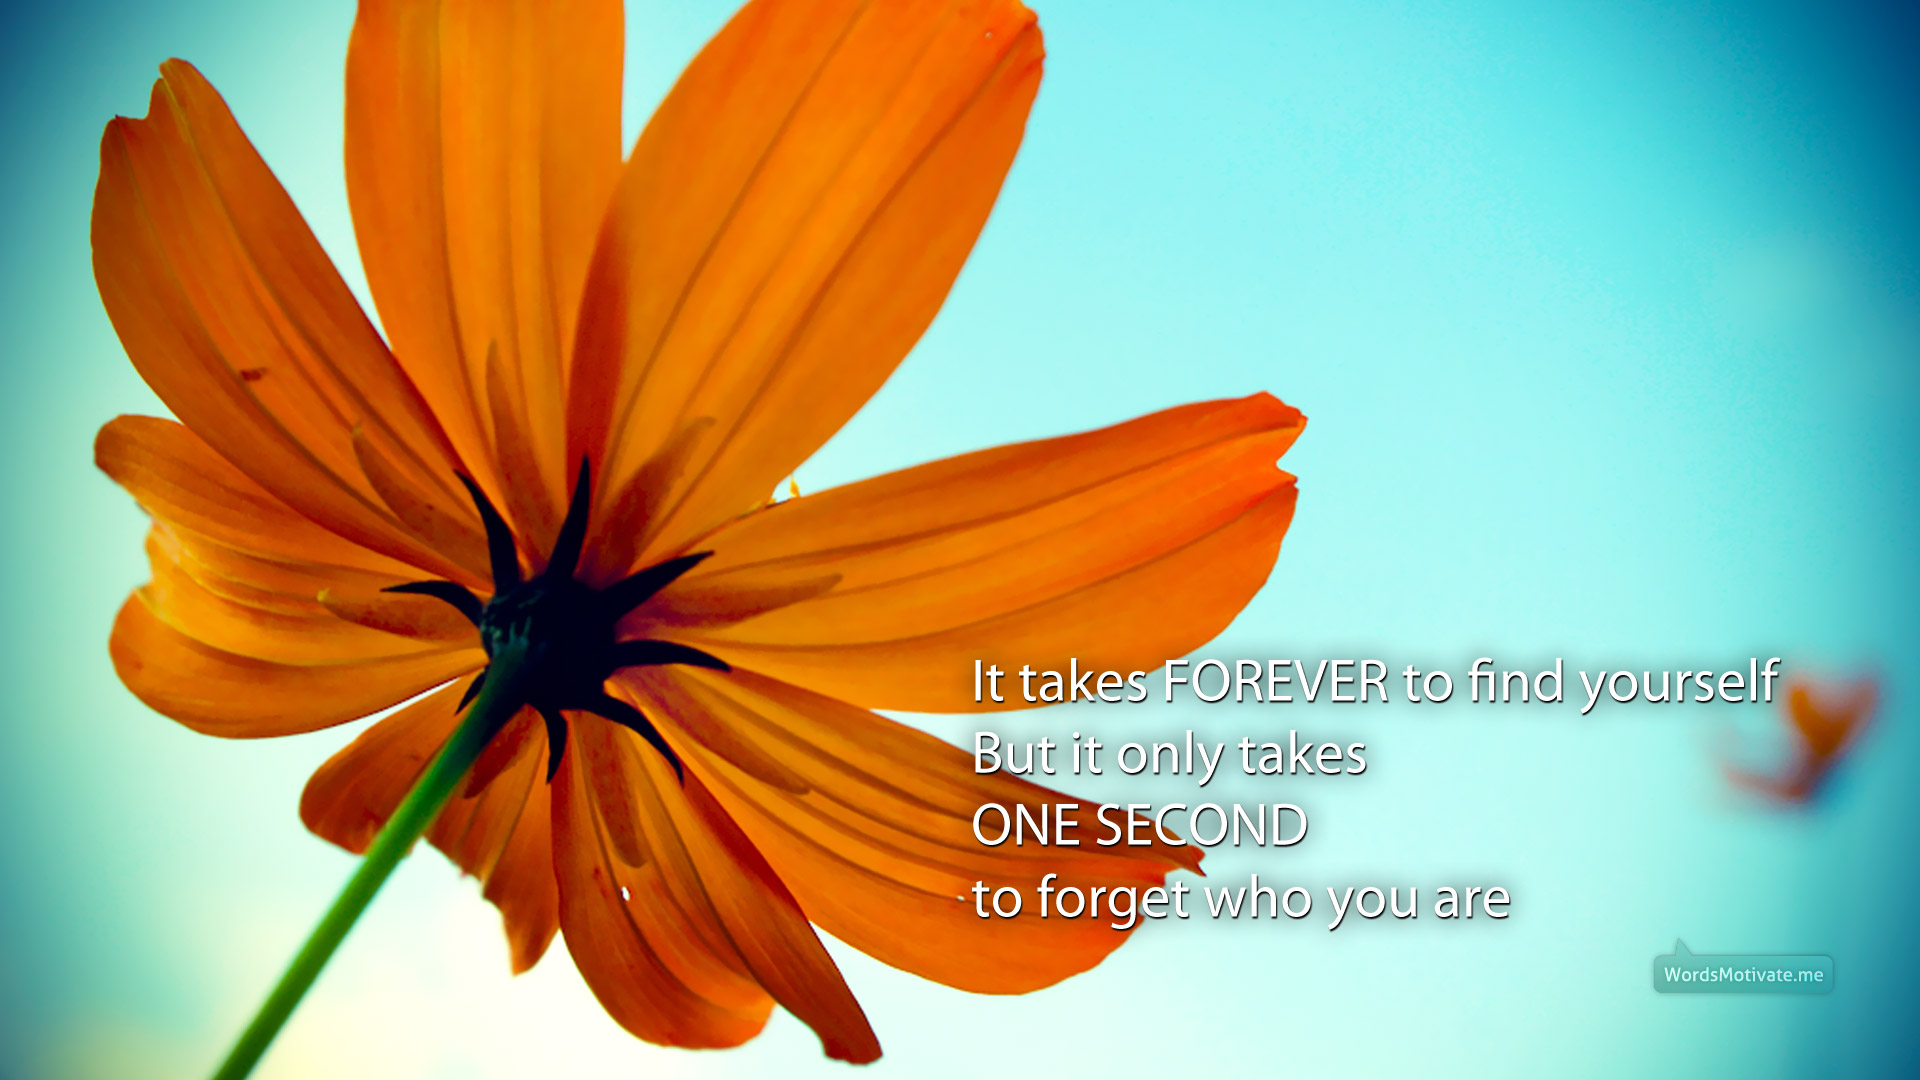 It takes FOREVER to find yourself
But it only takes
ONE SECOND
to forget who you are
WordsMotivate.me